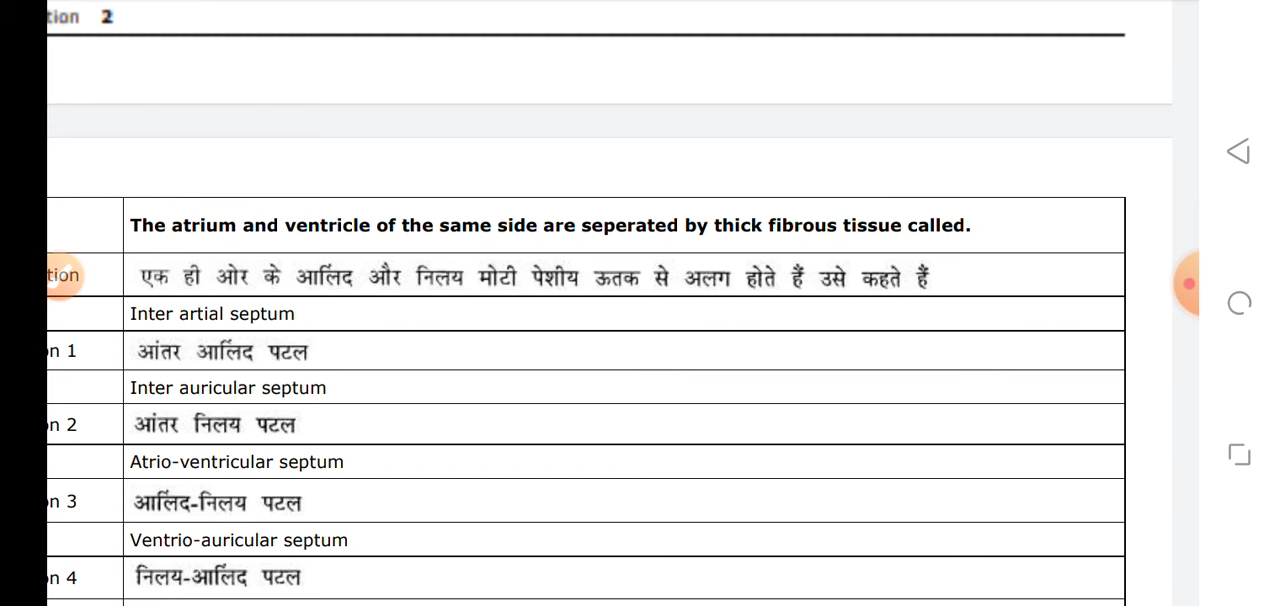 tion 2
The atrium and ventricle of the same side are seperated by thick fibrous tissue called.
tion एक ही ओर के आलिंद और निलय मोटी पेशीय ऊतक से अलग होते हैं उसे कहते हैं
Inter artial septum
n 1 आंतर आलिंद पटल
Inter auricular septum
n 2 आंतर निलय पटल
Atrio-ventricular septum
n 3 आलिंद-निलय पटल
Ventrio-auricular septum
n 4 निलय-आलिंद पटल